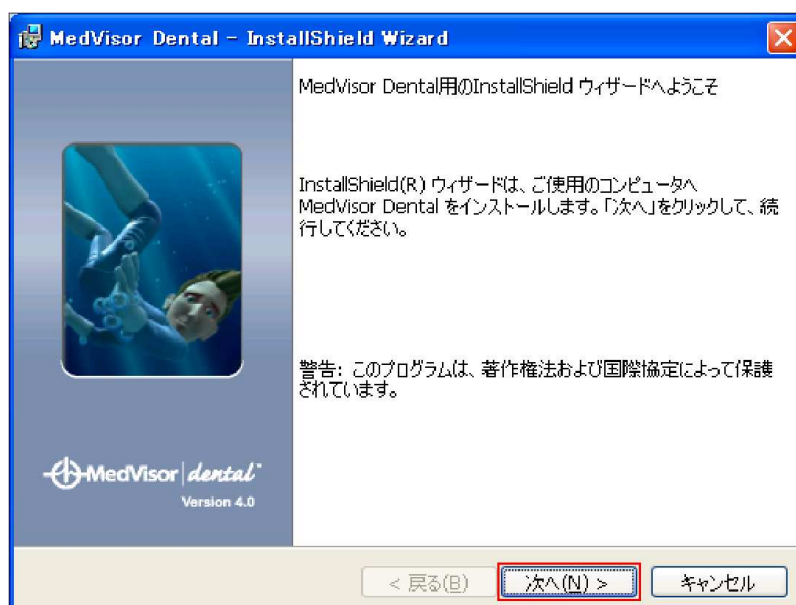 MedVisor Dental - InstallShield Wizard
MedVisor Dental用のInstallShield ウィザードへようこそ
InstallShield(R) ウィザードは、ご使用のコンピュータへ
MedVisor Dental をインストールします。「次へ」をクリックして、続
行してください。
警告: このプログラムは、著作権法および国際協定によって保護
されています。
MedVisor dental
Version 4.0
< 戻る(B)
次へ(N) >
キャンセル